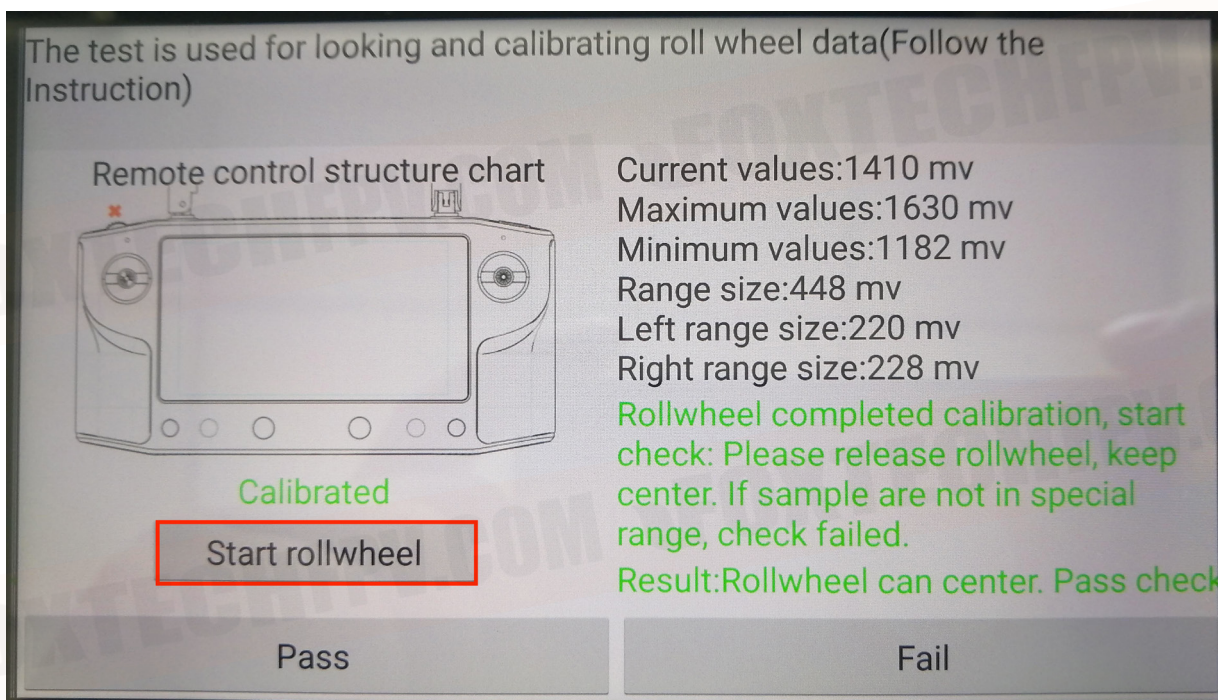 The test is used for looking and calibrating roll wheel data(Follow the
Instruction)
Remote control structure chart
Current values:1410 mv
Maximum values:1630 mv
Minimum values:1182 mv
Range size:448 mv
Left range size:220 mv
Right range size:228 mv
Rollwheel completed calibration, start
check: Please release rollwheel, keep
center. If sample are not in special
range, check failed.
Result:Rollwheel can center. Pass check
Calibrated
Start rollwheel
Pass
Fail
FOXTECHFPV.COM